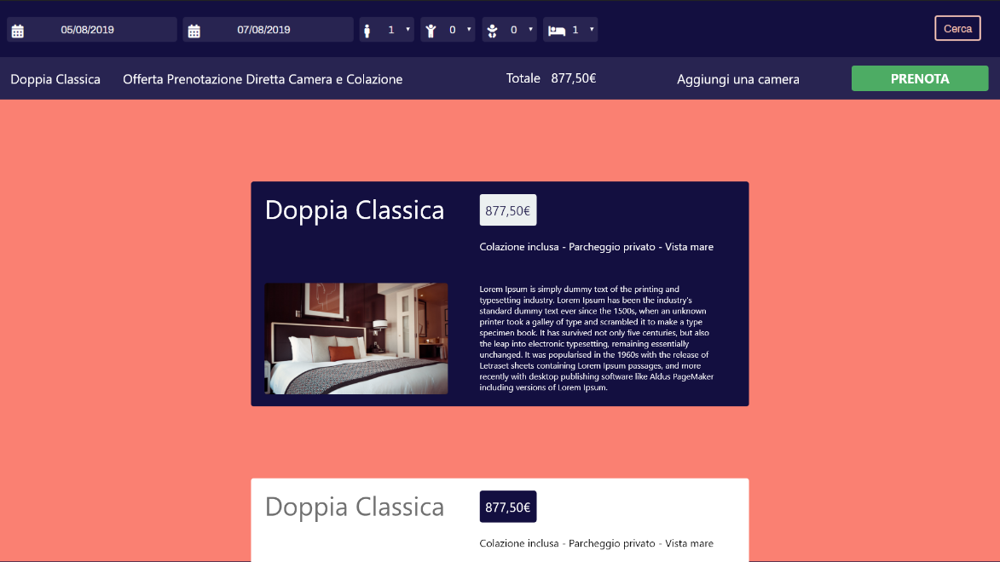 05/08/2019 07/08/2019 1 0 0 1 Cerca
Doppia Classica Offerta Prenotazione Diretta Camera e Colazione Totale 877,50€ Aggiungi una camera PRENOTA
Doppia Classica
877,50€
Colazione inclusa - Parcheggio privato - Vista mare
Lorem Ipsum is simply dummy text of the printing and
typesetting industry. Lorem Ipsum has been the industry's
standard dummy text ever since the 1500s, when an unknown
printer took a galley of type and scrambled it to make a type
specimen book. It has survived not only five centuries, but also
the leap into electronic typesetting, remaining essentially
unchanged. It was popularised in the 1960s with the release of
Letraset sheets containing Lorem Ipsum passages, and more
recently with desktop publishing software like Aldus PageMaker
including versions of Lorem Ipsum.
Doppia Classica
877,50€
Colazione inclusa - Parcheggio privato - Vista mare